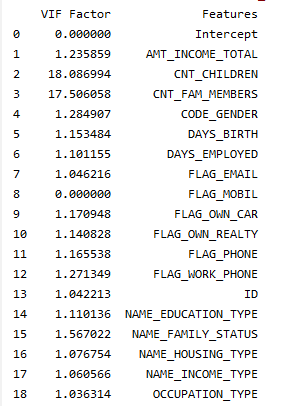 VIF Factor Features
0 0.000000 Intercept
1 1.235859 AMT_INCOME_TOTAL
2 18.086994 CNT_CHILDREN
3 17.506058 CNT_FAM_MEMBERS
4 1.284907 CODE_GENDER
5 1.153484 DAYS_BIRTH
6 1.101155 DAYS_EMPLOYED
7 1.046216 FLAG_EMAIL
8 0.000000 FLAG_MOBIL
9 1.170948 FLAG_OWN_CAR
10 1.140828 FLAG_OWN_REALTY
11 1.165538 FLAG_PHONE
12 1.271349 FLAG_WORK_PHONE
13 1.042213 ID
14 1.110136 NAME_EDUCATION_TYPE
15 1.567022 NAME_FAMILY_STATUS
16 1.076754 NAME_HOUSING_TYPE
17 1.060566 NAME_INCOME_TYPE
18 1.036314 OCCUPATION_TYPE